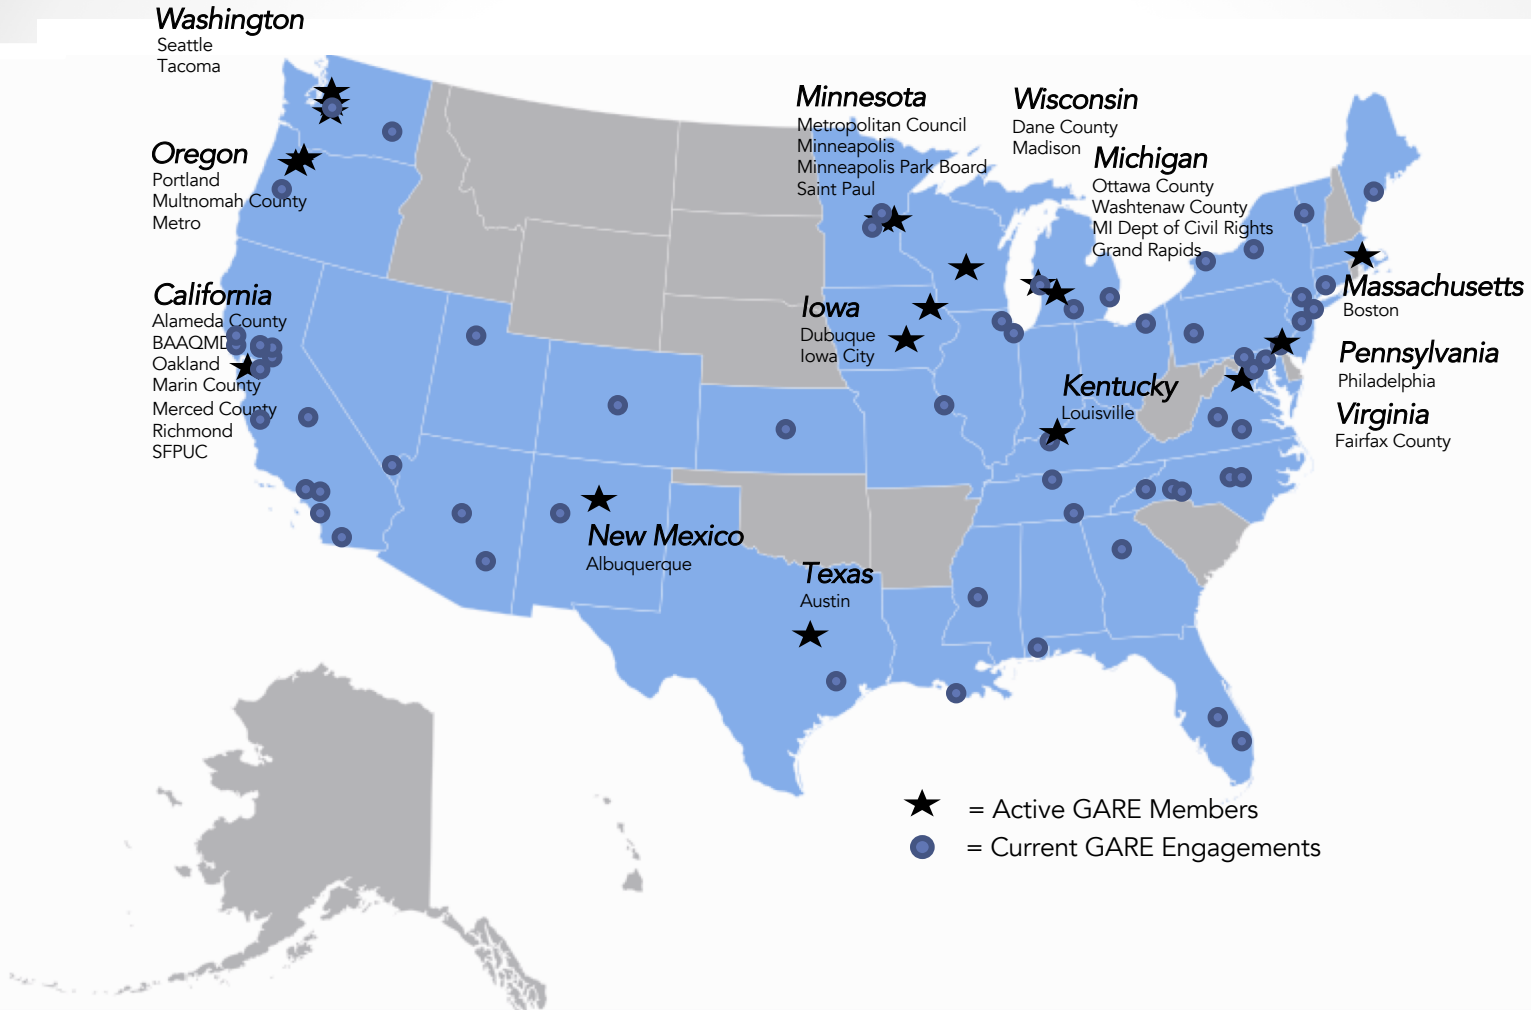 Washington
Seattle
Tacoma
Oregon
Portland
Multnomah County
Metro
California
Alameda County
BAAQMD
Oakland
Marin County
Merced County
Richmond
SFPUC
Minnesota
Metropolitan Council
Minneapolis
Minneapolis Park Board
Saint Paul
Wisconsin
Dane County
Madison
Michigan
Ottawa County
Washtenaw County
MI Dept of Civil Rights
Grand Rapids
Iowa
Dubuque
Iowa City
Kentucky
Louisville
Massachusetts
Boston
Pennsylvania
Philadelphia
Virginia
Fairfax County
New Mexico
Albuquerque
Texas
Austin
= Active GARE Members
= Current GARE Engagements